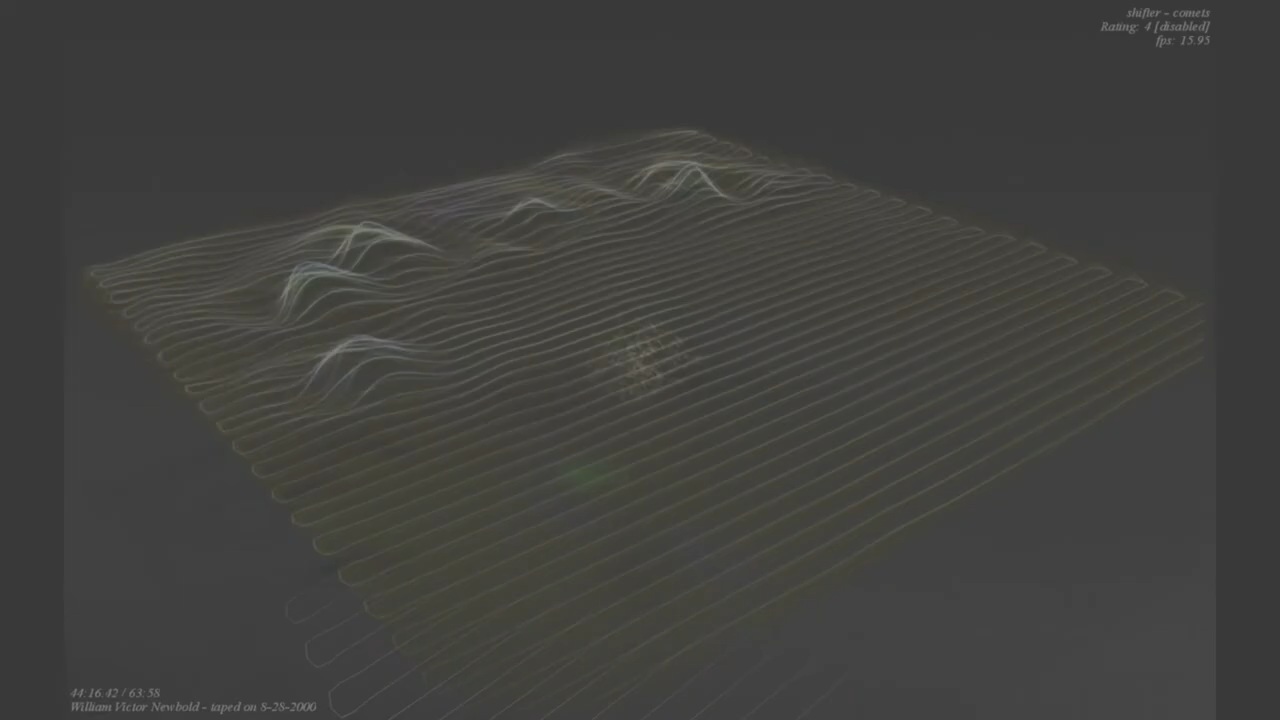 shifter - comets
Rating: 4 [disabled]
fps: 15.95
44:16.42 / 63:58
William Victor Newbold - taped on 8-28-2000